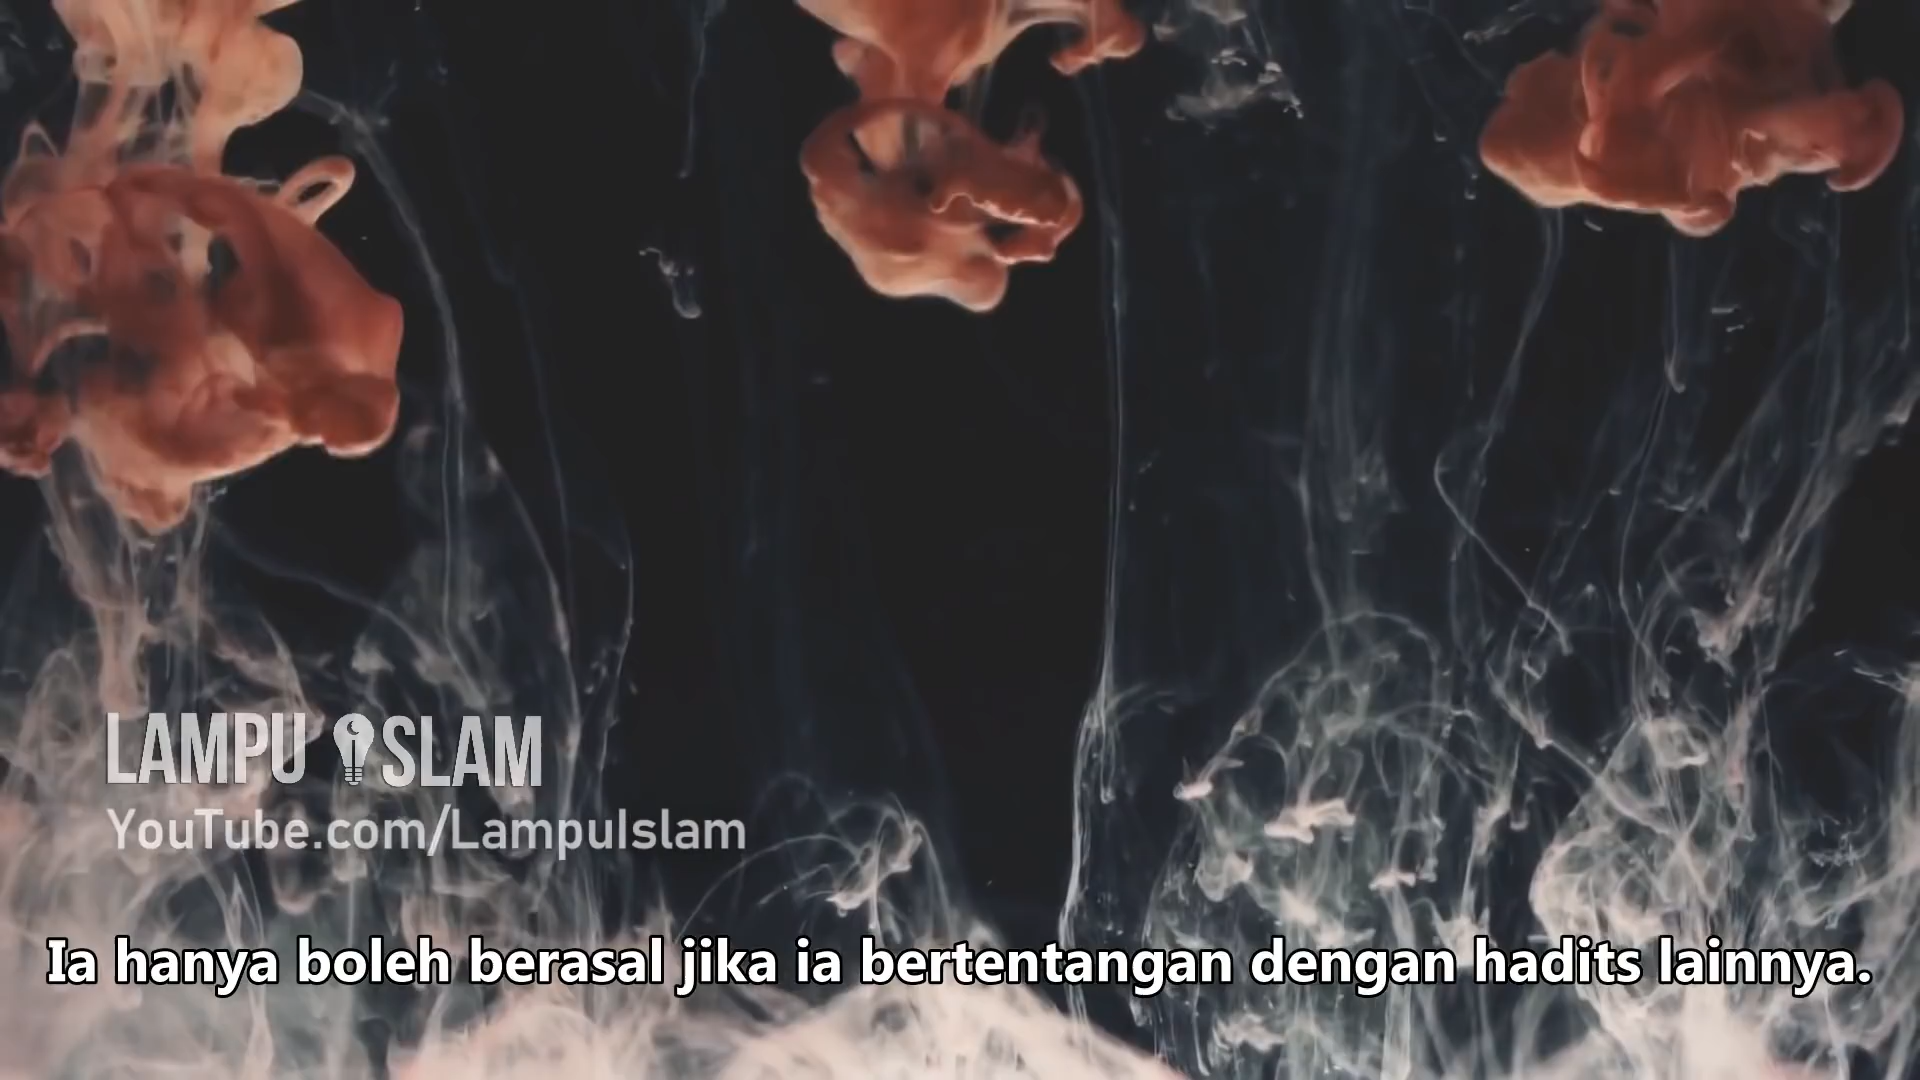 LAMPU ISLAM
YouTube.com/LampuIslam
Ia hanya boleh berasal jika ia bertentangan dengan hadits lainnya.